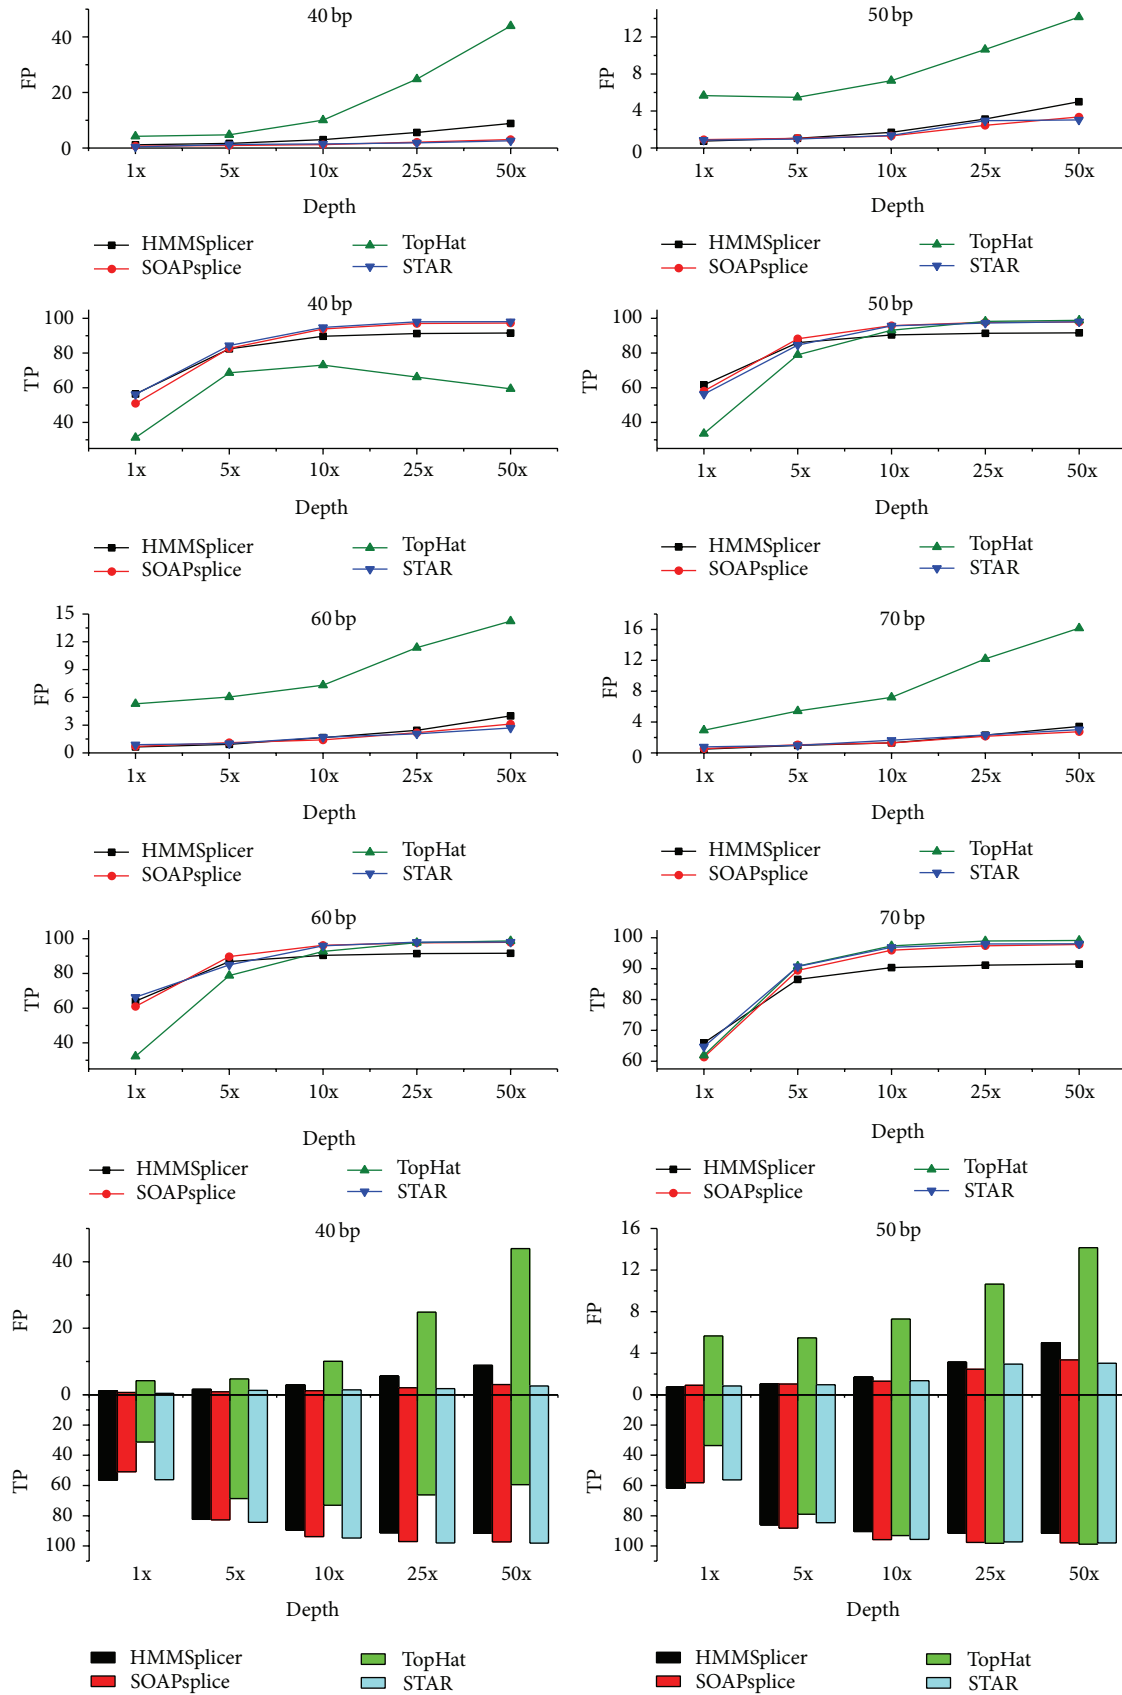 40 bp
FP
40
20
0
1x 5x 10x 25x 50x
Depth
HMMSplicer TopHat
SOAPsplice STAR
50 bp
FP
12
8
4
0
1x 5x 10x 25x 50x
Depth
HMMSplicer TopHat
SOAPsplice STAR
40 bp
TP
100
80
60
40
1x 5x 10x 25x 50x
Depth
HMMSplicer TopHat
SOAPsplice STAR
50 bp
TP
100
80
60
40
1x 5x 10x 25x 50x
Depth
HMMSplicer TopHat
SOAPsplice STAR
60 bp
FP
15
12
9
6
3
0
1x 5x 10x 25x 50x
Depth
HMMSplicer TopHat
SOAPsplice STAR
70 bp
FP
16
12
8
4
0
1x 5x 10x 25x 50x
Depth
HMMSplicer TopHat
SOAPsplice STAR
60 bp
TP
100
80
60
40
1x 5x 10x 25x 50x
Depth
HMMSplicer TopHat
SOAPsplice STAR
70 bp
TP
100
90
80
70
60
1x 5x 10x 25x 50x
Depth
HMMSplicer TopHat
SOAPsplice STAR
40 bp
FP
40
20
0
TP
20
40
60
80
100
1x 5x 10x 25x 50x
Depth
HMMSplicer TopHat
SOAPsplice STAR
50 bp
FP
16
12
8
4
0
TP
20
40
60
80
100
1x 5x 10x 25x 50x
Depth
HMMSplicer TopHat
SOAPsplice STAR